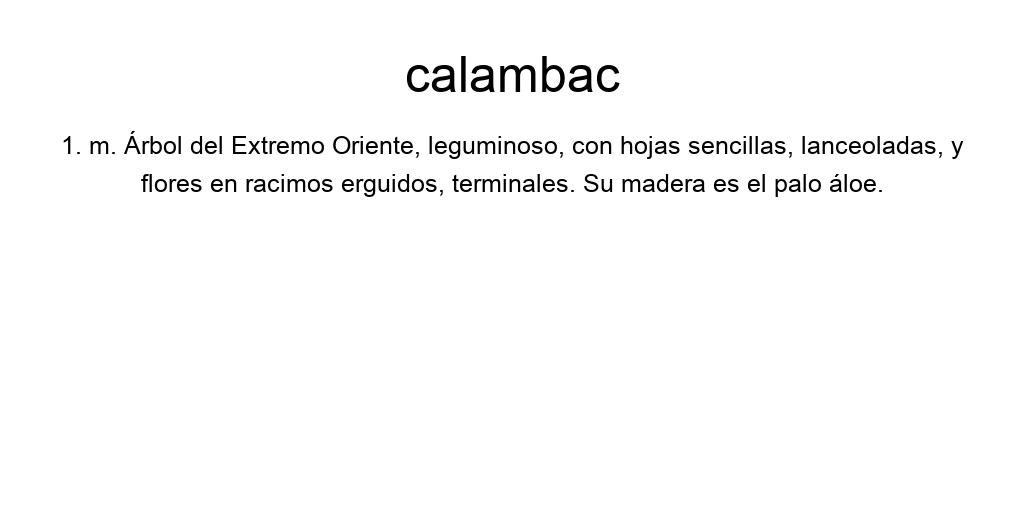 calambac
1. m. Árbol del Extremo Oriente, leguminoso, con hojas sencillas, lanceoladas, y
flores en racimos erguidos, terminales. Su madera es el palo áloe.